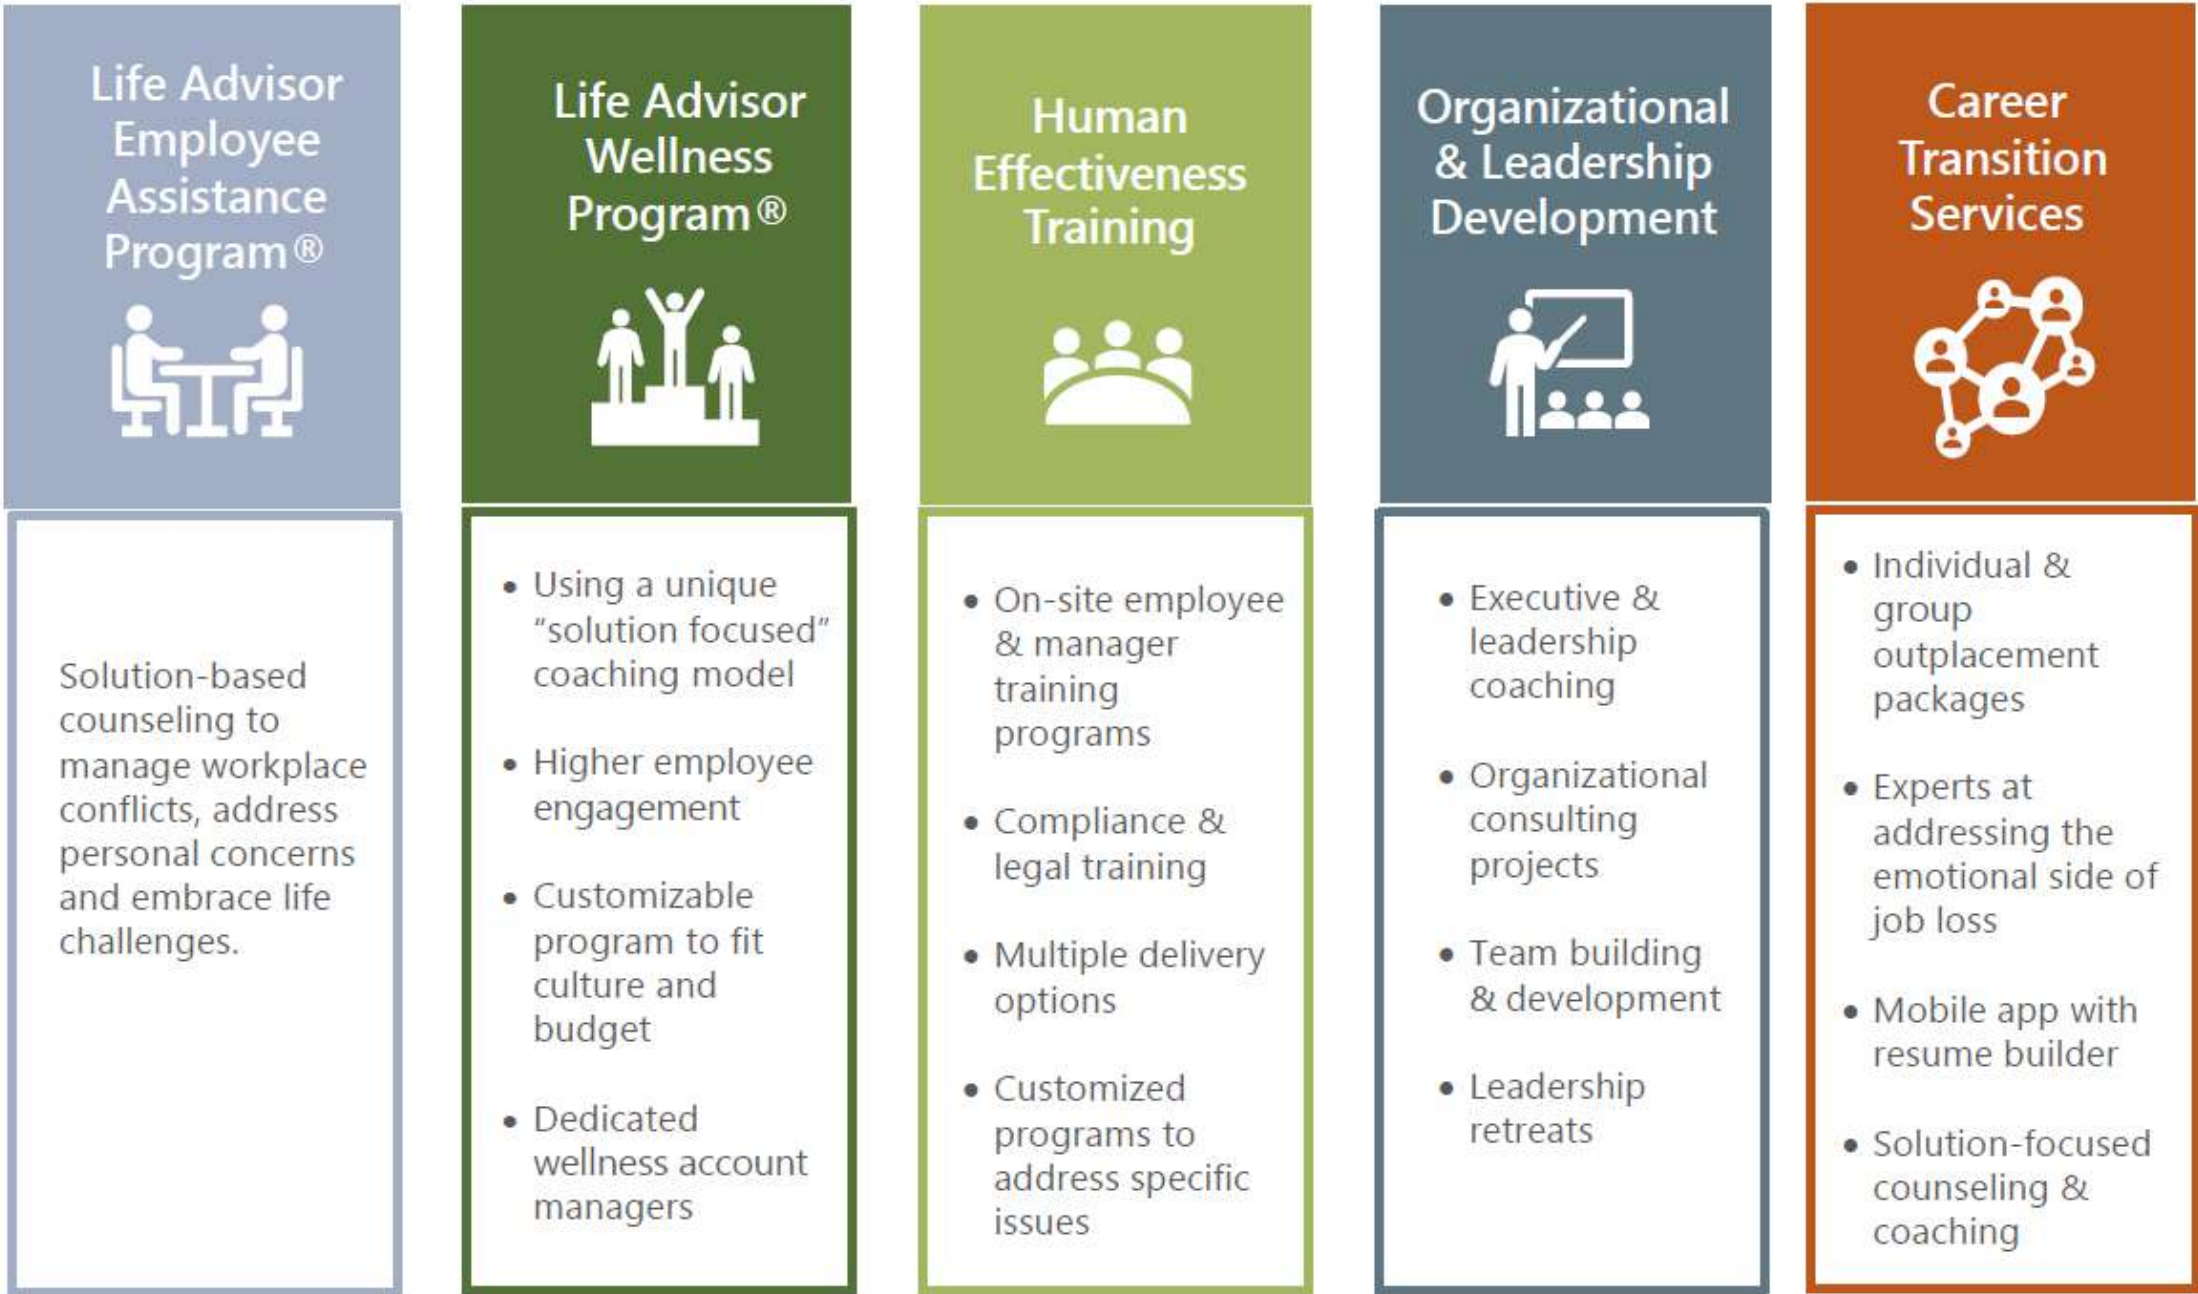 Life Advisor
Employee
Assistance
Program®
Solution-based
counseling to
manage workplace
conflicts, address
personal concerns
and embrace life
challenges.
Life Advisor
Wellness
Program®
• Using a unique
"solution focused"
coaching model
• Higher employee
engagement
• Customizable
program to fit
culture and
budget
• Dedicated
wellness account
managers
Human
Effectiveness
Training
• On-site employee
& manager
training
programs
• Compliance &
legal training
• Multiple delivery
options
• Customized
programs to
address specific
issues
Organizational
& Leadership
Development
• Executive &
leadership
coaching
• Organizational
consulting
projects
• Team building
& development
• Leadership
retreats
Career
Transition
Services
• Individual &
group
outplacement
packages
• Experts at
addressing the
emotional side of
job loss
• Mobile app with
resume builder
• Solution-focused
counseling &
coaching